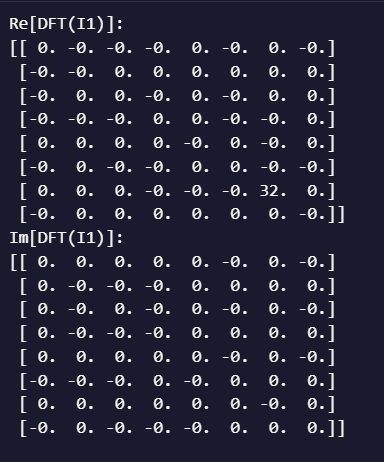 Re[DFT(I1)]:
[[ 0. -0. -0. -0.  0. -0.  0. -0.]
 [-0. -0.  0.  0.  0.  0.  0.  0.]
 [-0.  0.  0. -0.  0. -0.  0.  0.]
 [-0. -0. -0.  0.  0.  0. -0.  0.]
 [ 0.  0.  0.  0. -0.  0. -0.  0.]
 [-0.  0. -0. -0.  0.  0. -0. -0.]
 [ 0.  0.  0. -0. -0. -0. 32.  0.]
 [-0.  0.  0.  0.  0.  0.  0. -0.]]
Im[DFT(I1)]:
[[ 0.  0.  0.  0.  0. -0.  0. -0.]
 [ 0. -0. -0. -0.  0.  0.  0.  0.]
 [ 0. -0. -0. -0.  0. -0.  0.  0.]
 [ 0. -0. -0. -0.  0.  0.  0.  0.]
 [ 0.  0.  0.  0.  0. -0.  0. -0.]
 [-0. -0. -0.  0. -0.  0.  0.  0.]
 [ 0.  0.  0.  0.  0.  0. -0.  0.]
 [-0.  0. -0. -0. -0.  0.  0.  0.]]